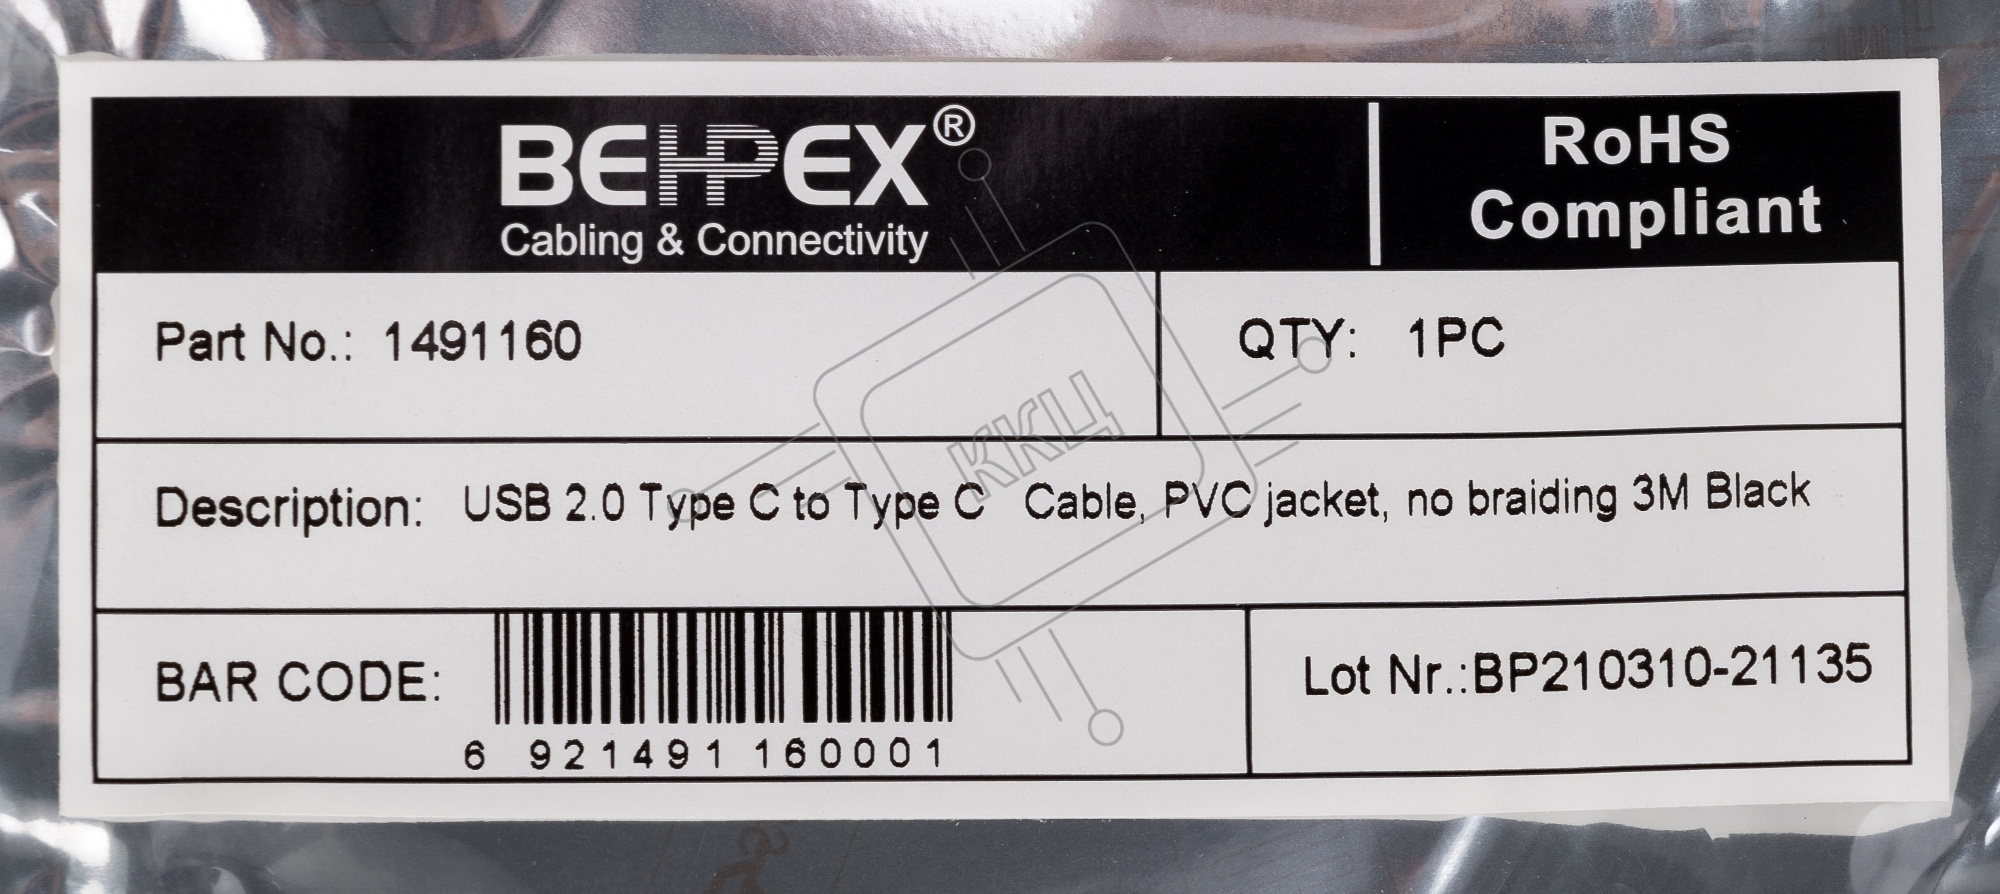 BEHPEX®
Cabling & Connectivity
RoHS
Compliant
Part No.: 1491160
QTY: 1PC
Description: USB 2.0 Type C to Type C Cable, PVC jacket, no braiding 3M Black
BAR CODE:
6 921491 160001
Lot Nr.:BP210310-21135
ККЦ